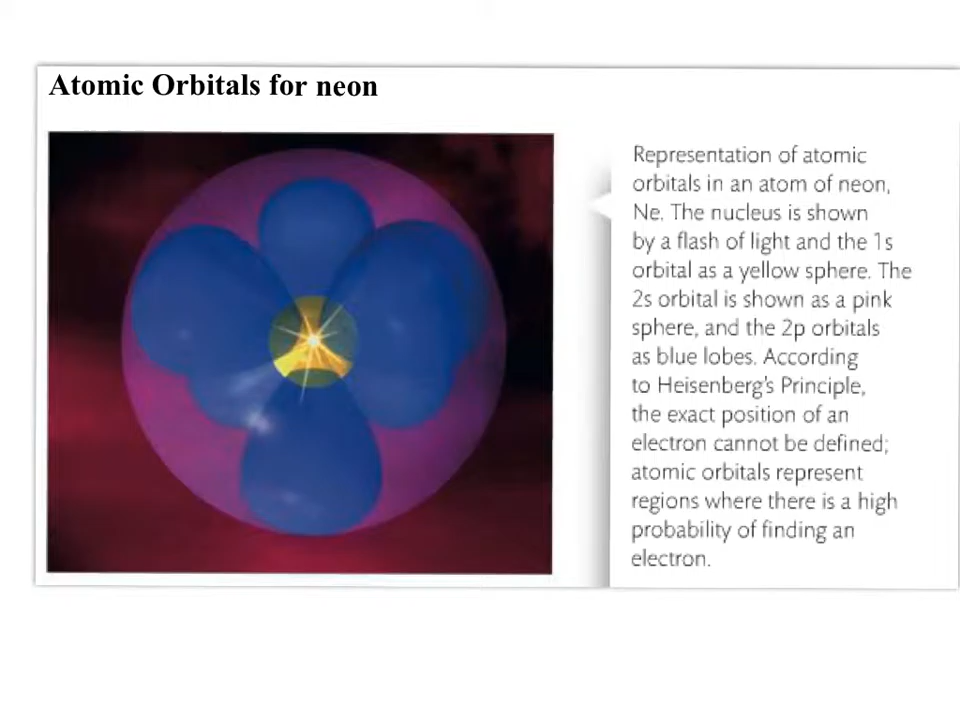 Atomic Orbitals for neon
Representation of atomic
orbitals in an atom of neon,
Ne. The nucleus is shown
by a flash of light and the 1s
orbital as a yellow sphere. The
2s orbital is shown as a pink
sphere, and the 2p orbitals
as blue lobes. According
to Heisenberg's Principle,
the exact position of an
electron cannot be defined;
atomic orbitals represent
regions where there is a high
probability of finding an
electron.